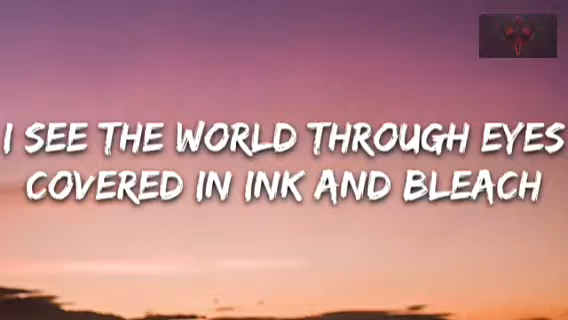 I SEE THE WORLD THROUGH EYES
COVERED IN INK AND BLEACH